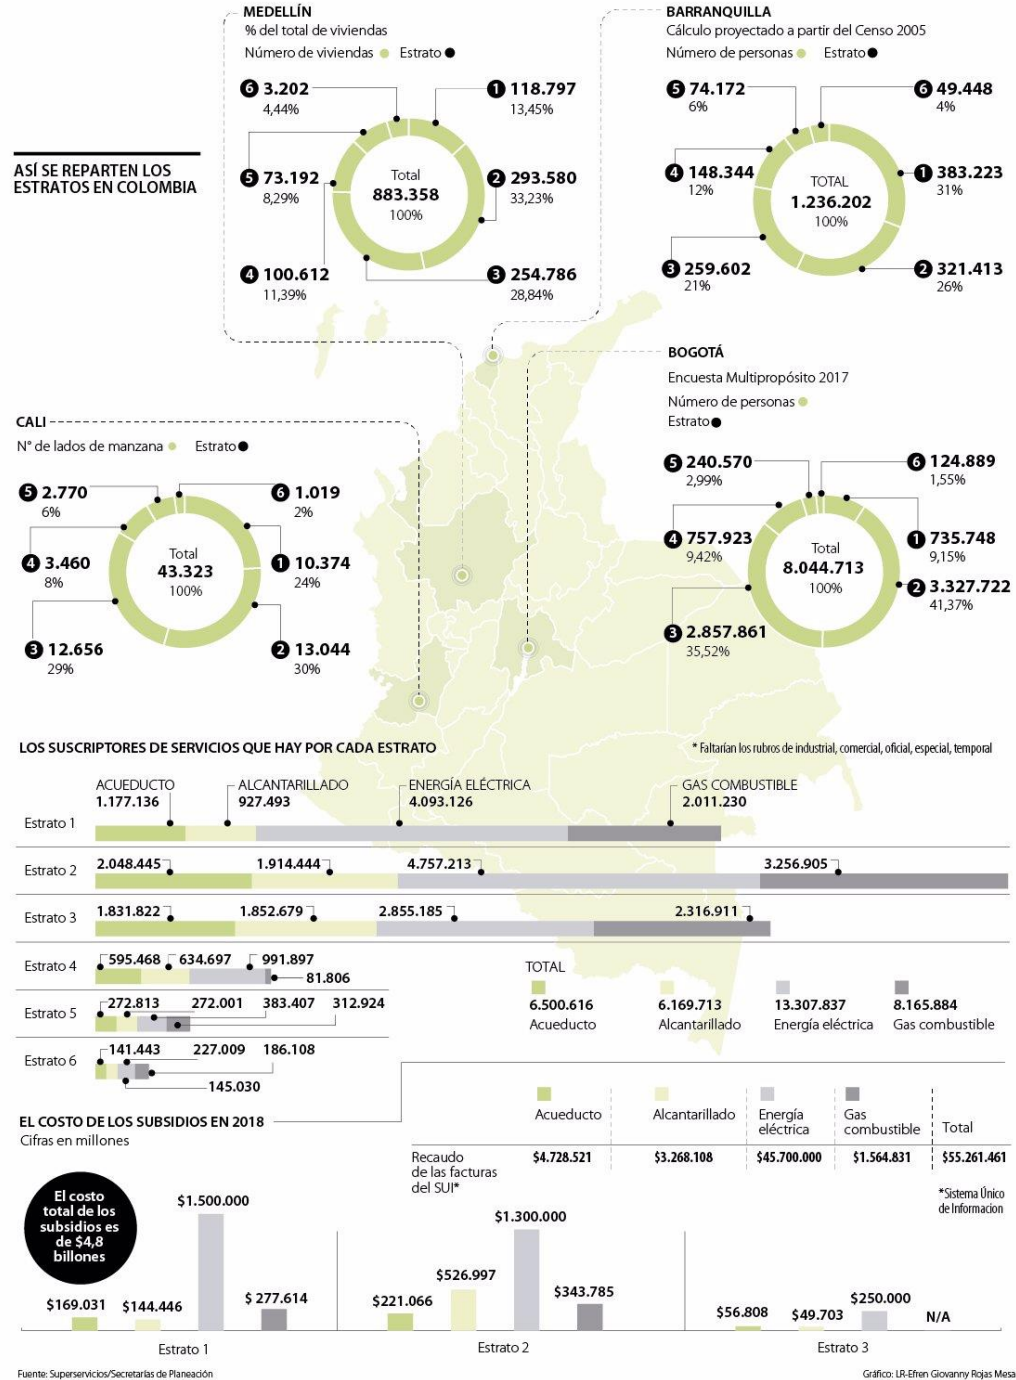 ASÍ SE REPARTEN LOS
ESTRATOS EN COLOMBIA
MEDELLÍN
% del total de viviendas
Número de viviendas Estrato
6 3.202
4,44%
1 118.797
13,45%
5 73.192
8,29%
2 293.580
33,23%
4 100.612
11,39%
3 254.786
28,84%
Total
883.358
100%
BARRANQUILLA
Cálculo proyectado a partir del Censo 2005
Número de personas Estrato
5 74.172
6%
6 49.448
4%
4 148.344
12%
1 383.223
31%
3 259.602
21%
2 321.413
26%
TOTAL
1.236.202
100%
BOGOTÁ
Encuesta Multipropósito 2017
Número de personas
Estrato
5 240.570
2,99%
6 124.889
1,55%
4 757.923
9,42%
1 735.748
9,15%
2 3.327.722
41,37%
3 2.857.861
35,52%
Total
8.044.713
100%
CALI
N° de lados de manzana Estrato
5 2.770
6%
6 1.019
2%
4 3.460
8%
1 10.374
24%
3 12.656
29%
2 13.044
30%
Total
43.323
100%
LOS SUSCRIPTORES DE SERVICIOS QUE HAY POR CADA ESTRATO
* Faltarían los rubros de industrial, comercial, oficial, especial, temporal
ACUEDUCTO ALCANTARILLADO ENERGÍA ELÉCTRICA GAS COMBUSTIBLE
1.177.136 927.493 4.093.126 2.011.230
Estrato 1
2.048.445 1.914.444 4.757.213 3.256.905
Estrato 2
1.831.822 1.852.679 2.855.185 2.316.911
Estrato 3
595.468 634.697 991.897
Estrato 4
81.806
272.813 272.001 383.407 312.924
Estrato 5
141.443 227.009 186.108
Estrato 6
145.030
TOTAL
6.500.616 6.169.713 13.307.837 8.165.884
Acueducto Alcantarillado Energía eléctrica Gas combustible
EL COSTO DE LOS SUBSIDIOS EN 2018
Cifras en millones
Acueducto Alcantarillado Energía eléctrica Gas combustible Total
Recaudo
de las facturas
del SUI*
$4.728.521 $3.268.108 $45.700.000 $1.564.831 $55.261.461
*Sistema Único
de Informacion
El costo
total de los
subsidios es
de $4,8
billones
$169.031 $144.446 $1.500.000 $ 277.614
Estrato 1
$221.066 $526.997 $1.300.000 $343.785
Estrato 2
$56.808 $49.703 $250.000 N/A
Estrato 3
Fuente: Superservicios/Secretarías de Planeación
Gráfico: LR-Efren Giovanny Rojas Mesa